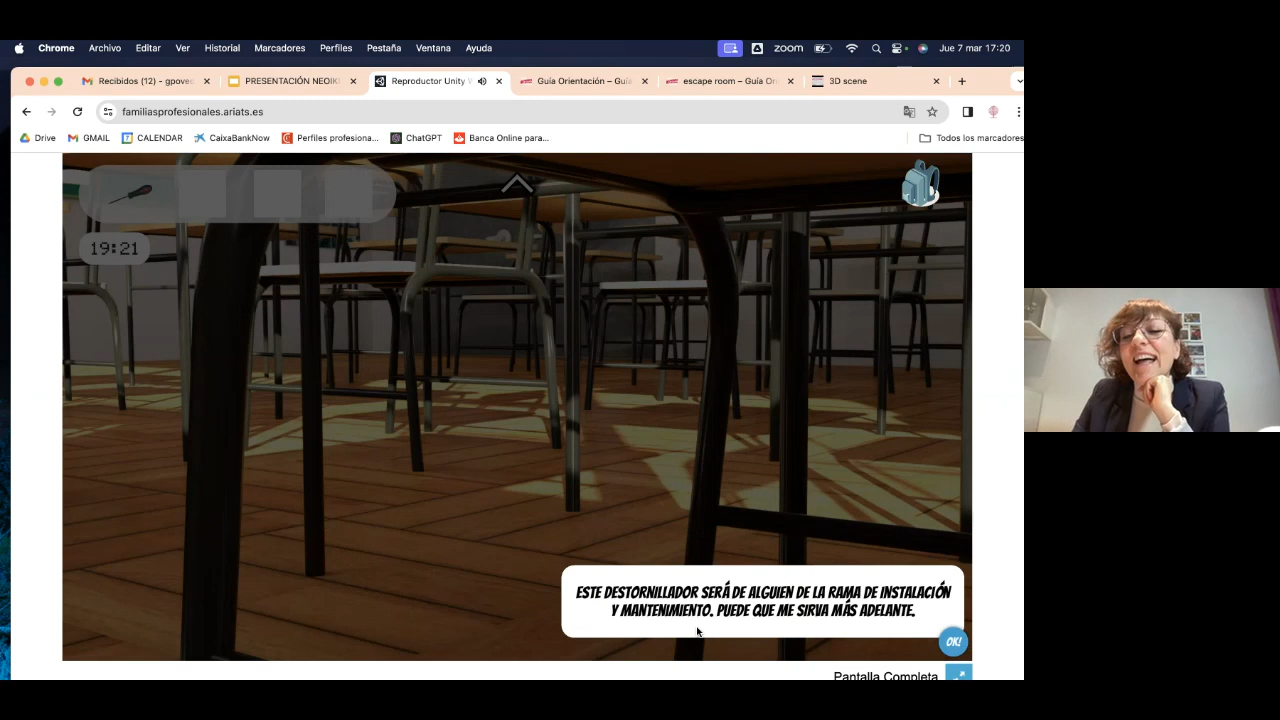 Chrome Archivo Editar Ver Historial Marcadores Perfiles Pestaña Ventana Ayuda zoom Jue 7 mar 17:20
Recibidos (12) - gpovec PRESENTACIÓN NEOIK Reproductor Unity Guía Orientación – Guía escape room – Guía Ori 3D scene
familiasprofesionales.ariats.es
Drive GMAIL CALENDAR CaixaBankNow Perfiles profesiona... ChatGPT Banca Online para... Todos los marcadores
19:21
ESTE DESTORNILLADOR SERÁ DE ALGUIEN DE LA RAMA DE INSTALACIÓN
Y MANTENIMIENTO. PUEDE QUE ME SIRVA MÁS ADELANTE.
OK!
Pantalla Completa